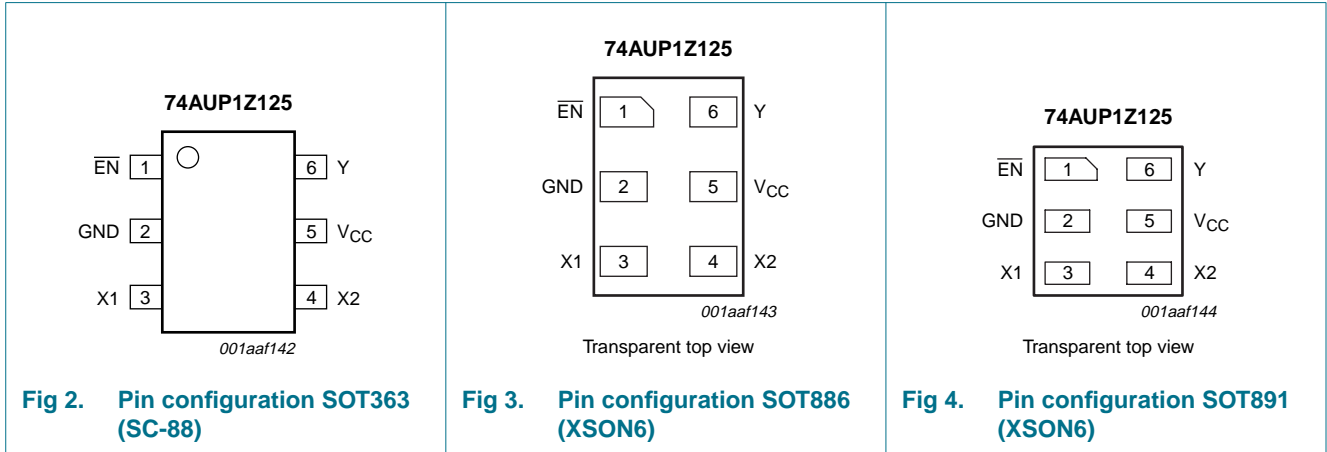 74AUP1Z125
E̅N̅ 1 6 Y
GND 2 5 VCC
X1 3 4 X2
001aaf142
Fig 2. Pin configuration SOT363
(SC-88)
74AUP1Z125
E̅N̅ 1 6 Y
GND 2 5 VCC
X1 3 4 X2
001aaf143
Transparent top view
Fig 3. Pin configuration SOT886
(XSON6)
74AUP1Z125
E̅N̅ 1 6 Y
GND 2 5 VCC
X1 3 4 X2
001aaf144
Transparent top view
Fig 4. Pin configuration SOT891
(XSON6)